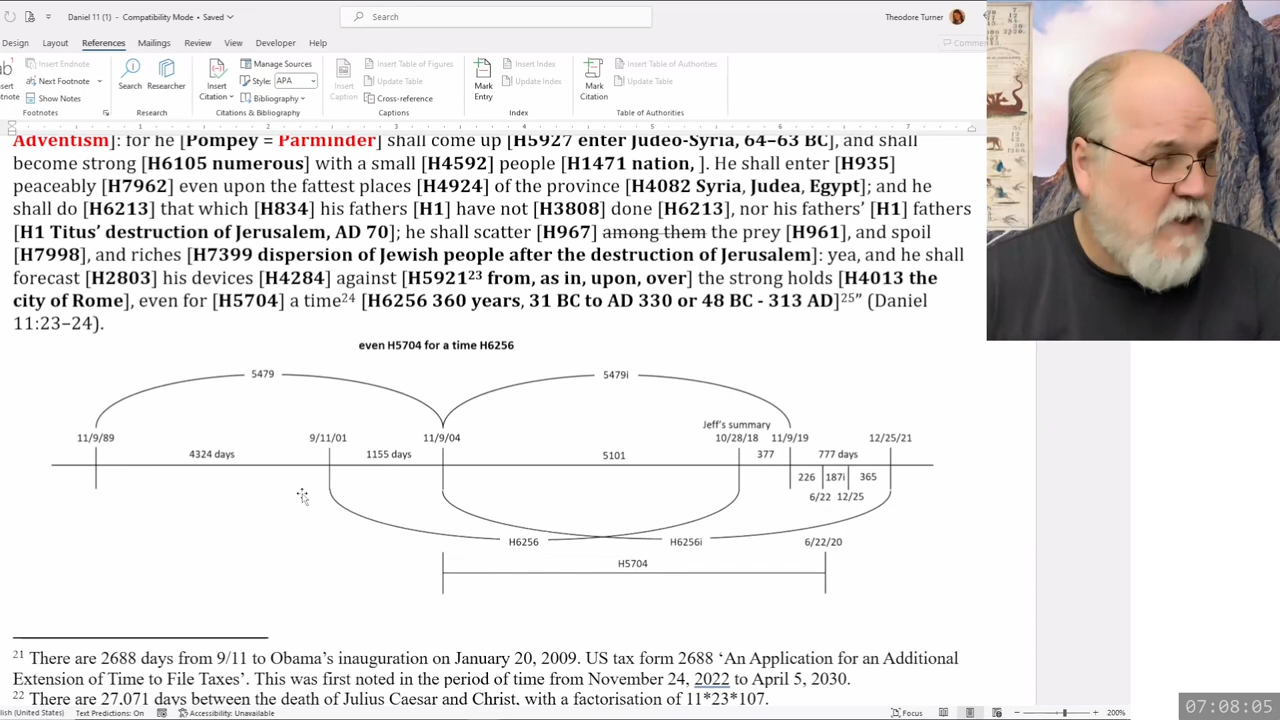 Daniel 11 (1) - Compatibility Mode • Saved
Search
Theodore Turner
Design Layout References Mailings Review View Developer Help
Insert Endnote
Next Footnote
Show Notes
Footnotes
Search
Researcher
Research
Insert Citation
Manage Sources
Style: APA
Bibliography
Citations & Bibliography
Insert Caption
Insert Table of Figures
Update Table
Cross-reference
Captions
Mark Entry
Insert Index
Update Index
Index
Mark Citation
Insert Table of Authorities
Update Table
Table of Authorities
Adventism]: for he [Pompey = Parminder] shall come up [H5927 enter Judeo-Syria, 64–63 BC], and shall
become strong [H6105 numerous] with a small [H4592] people [H1471 nation, ]. He shall enter [H935]
peaceably [H7962] even upon the fattest places [H4924] of the province [H4082 Syria, Judea, Egypt]; and he
shall do [H6213] that which [H834] his fathers [H1] have not [H3808] done [H6213], nor his fathers’ [H1] fathers
[H1 Titus’ destruction of Jerusalem, AD 70]; he shall scatter [H967] among them the prey [H961], and spoil
[H7998], and riches [H7399 dispersion of Jewish people after the destruction of Jerusalem]: yea, and he shall
forecast [H2803] his devices [H4284] against [H5921²³ from, as in, upon, over] the strong holds [H4013 the
city of Rome], even for [H5704] a time²⁴ [H6256 360 years, 31 BC to AD 330 or 48 BC - 313 AD]²⁵” (Daniel
11:23–24).
even H5704 for a time H6256
5479 5479i
Jeff's summary
11/9/89 9/11/01 11/9/04 10/28/18 11/9/19 12/25/21
4324 days 1155 days 5101 377 777 days
226 187i 365
6/22 12/25
H6256 H6256i 6/22/20
H5704
²¹ There are 2688 days from 9/11 to Obama’s inauguration on January 20, 2009. US tax form 2688 ‘An Application for an Additional
Extension of Time to File Taxes’. This was first noted in the period of time from November 24, 2022 to April 5, 2030.
²² There are 27,071 days between the death of Julius Caesar and Christ, with a factorisation of 11*23*107.
(United States) Text Predictions: On Accessibility: Unavailable Focus 200%
07:08:05